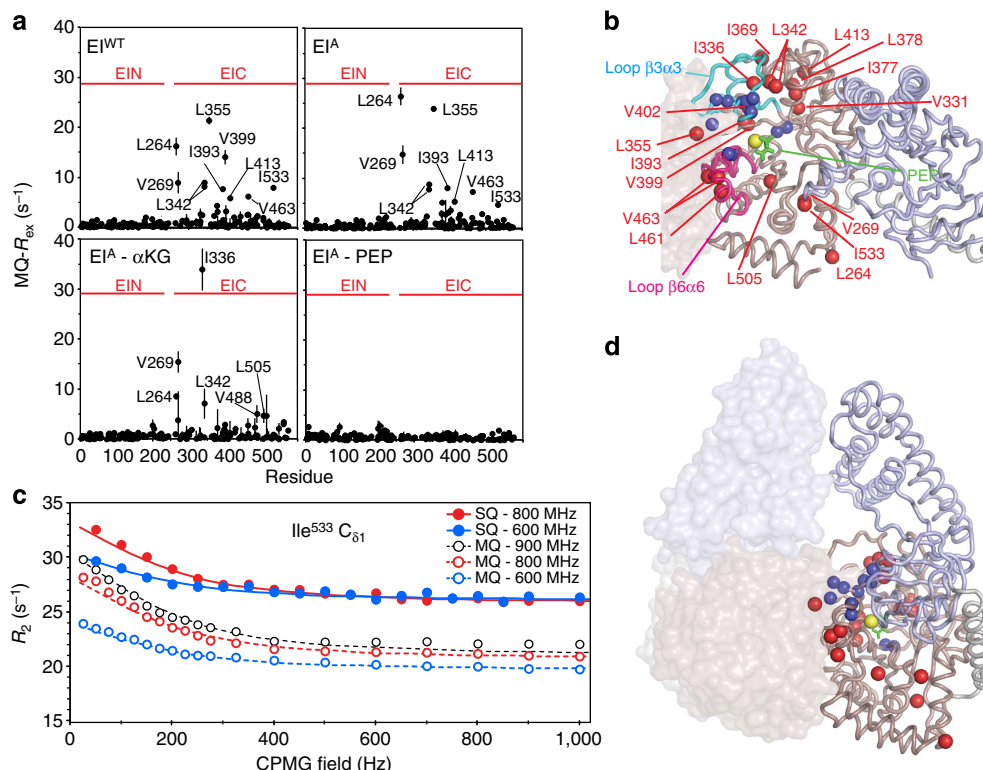 a
EI^WT
EIN
EIC
L355
L264
V399
I393
L413
V269
I533
L342
V463
EI^A
L264
L355
V269
I393
L413
L342
V463
I533
EI^A - αKG
I336
EIN
EIC
V269
L264
L342
L505
V488
EI^A - PEP
EIN
EIC
MQ-R_ex (s⁻¹)
40
30
20
10
0
40
30
20
10
0
0 100 200 300 400 500
0 100 200 300 400 500
Residue
b
I369
L342
L413
L378
I336
I377
Loop β3α3
V331
V402
L355
I393
V399
PEP
V463
V269
L461
I533
L505
L264
Loop β6α6
c
Ile⁵³³ C_δ1
SQ - 800 MHz
SQ - 600 MHz
MQ - 900 MHz
MQ - 800 MHz
MQ - 600 MHz
R₂ (s⁻¹)
35
30
25
20
15
0 200 400 600 800 1,000
CPMG field (Hz)
d